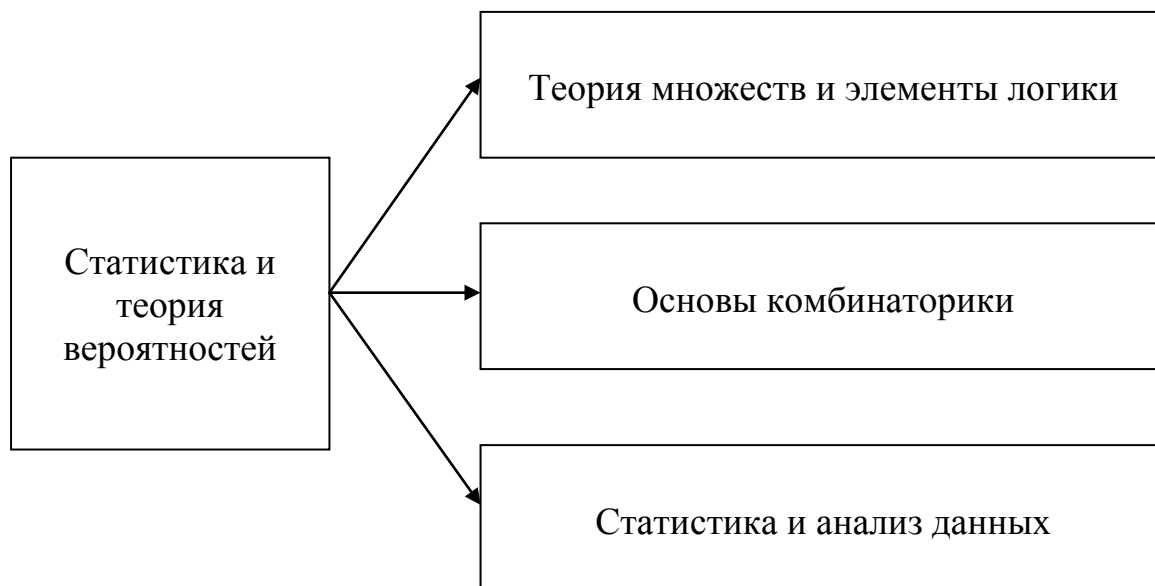 Теория множеств и элементы логики
Статистика и
теория
вероятностей
Основы комбинаторики
Статистика и анализ данных